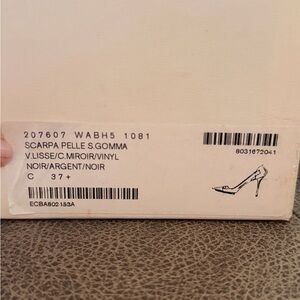 207607 WABH5 1081
SCARPA PELLE S.GOMMA
V.LISSE/C.MIROIR/VINYL
NOIR/ARGENT/NOIR
C 37+
8031672041
ECBA602183A